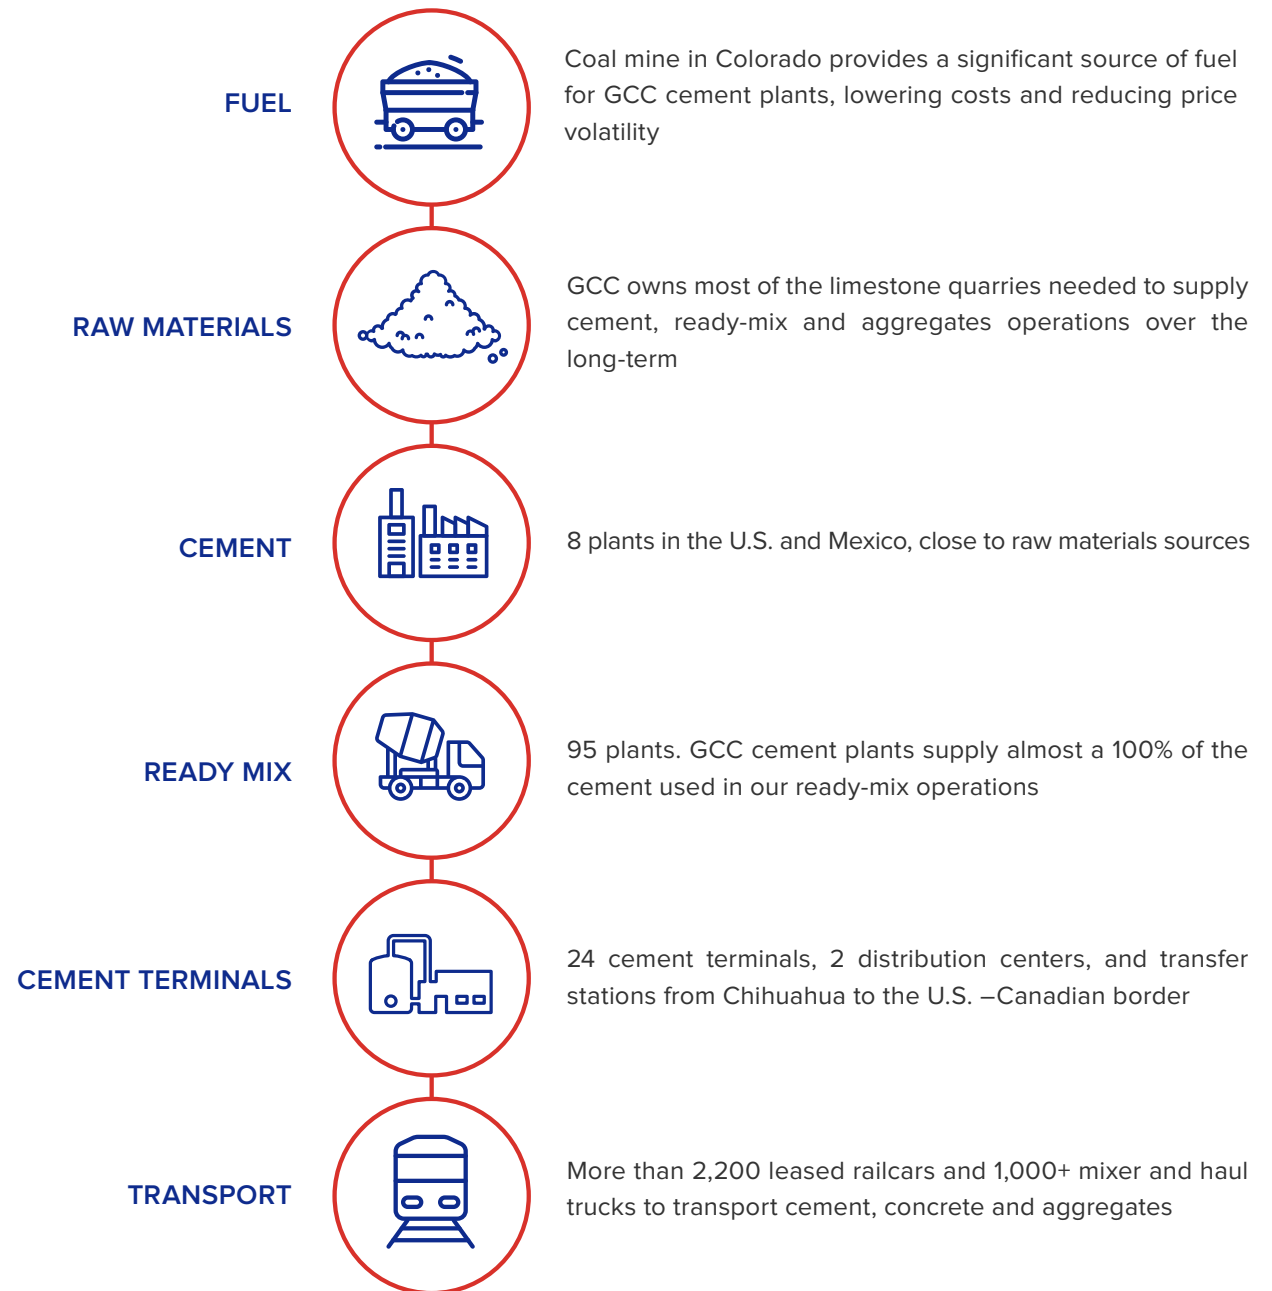 FUEL
Coal mine in Colorado provides a significant source of fuel
for GCC cement plants, lowering costs and reducing price
volatility
RAW MATERIALS
GCC owns most of the limestone quarries needed to supply
cement, ready-mix and aggregates operations over the
long-term
CEMENT
8 plants in the U.S. and Mexico, close to raw materials sources
READY MIX
95 plants. GCC cement plants supply almost a 100% of the
cement used in our ready-mix operations
CEMENT TERMINALS
24 cement terminals, 2 distribution centers, and transfer
stations from Chihuahua to the U.S. –Canadian border
TRANSPORT
More than 2,200 leased railcars and 1,000+ mixer and haul
trucks to transport cement, concrete and aggregates